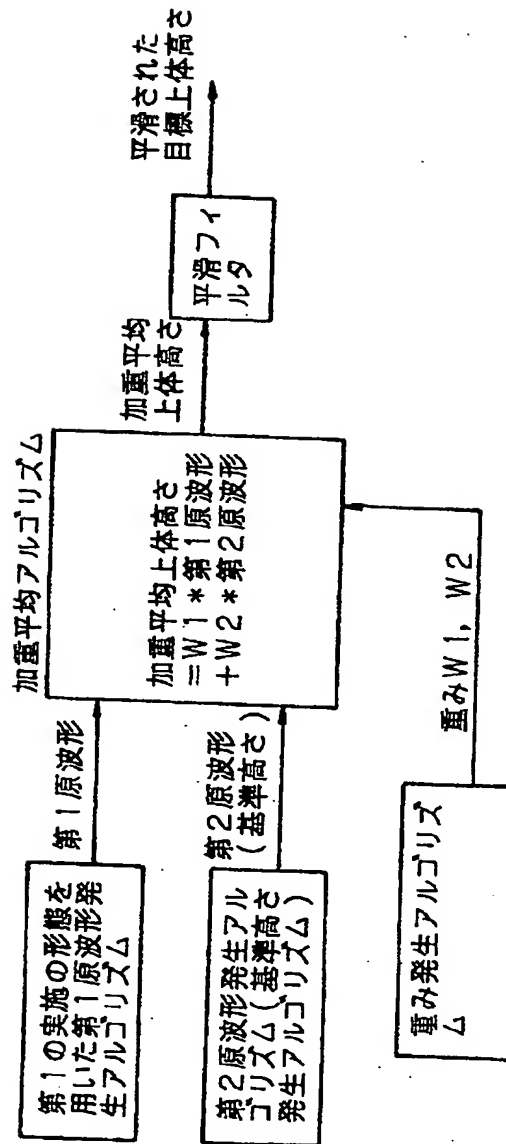 第1の実施の形態を
用いた第1原波形発
生アルゴリズム
第1原波形
第2原波形発生アル
ゴリズム(基準高さ
発生アルゴリズム)
第2原波形
(基準高さ)
重み発生アルゴリズ
ム
重みW1, W2
加重平均アルゴリズム
加重平均上体高さ
=W1*第1原波形
+W2*第2原波形
加重平均
上体高さ
平滑フィ
ルタ
平滑された
目標上体高さ